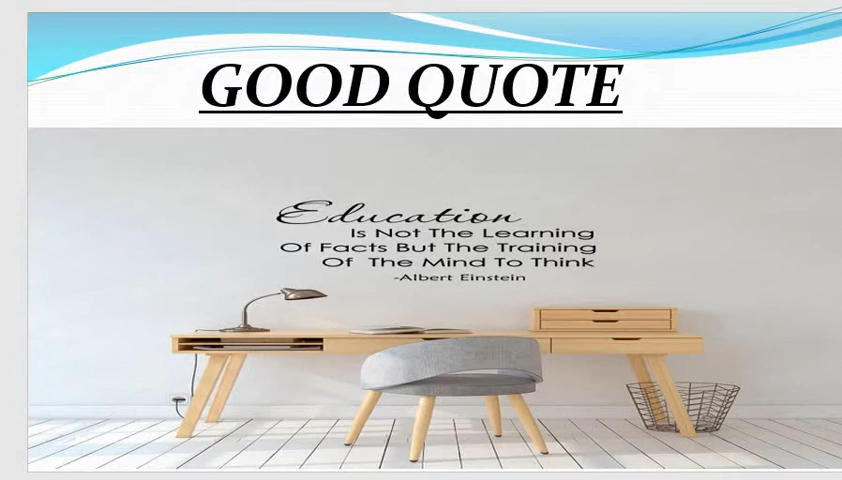 GOOD QUOTE
Education
Is Not The Learning
Of Facts But The Training
Of The Mind To Think
-Albert Einstein